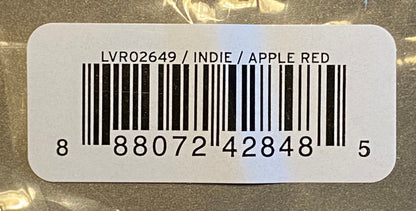 LVR02649 / INDIE / APPLE RED
8 88072 42848 5